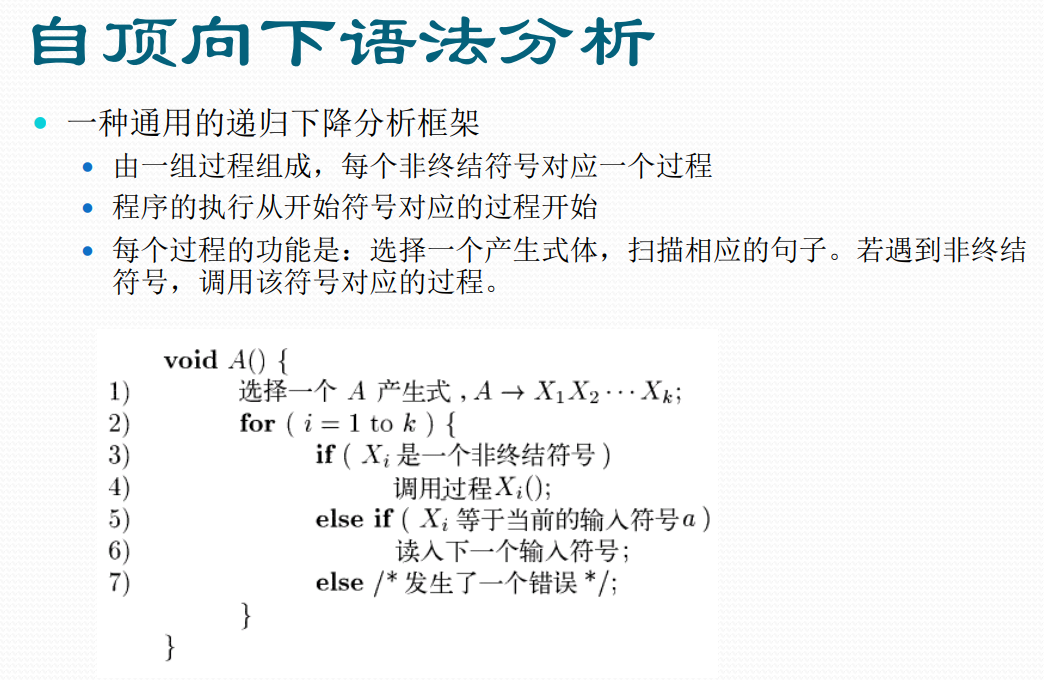 自顶向下语法分析
一种通用的递归下降分析框架
由一组过程组成，每个非终结符号对应一个过程
程序的执行从开始符号对应的过程开始
每个过程的功能是：选择一个产生式体，扫描相应的句子。若遇到非终结
符号，调用该符号对应的过程。
void A() {
1) 选择一个 A 产生式 , A → X₁X₂ ··· Xₖ;
2) for ( i = 1 to k ) {
3) if ( Xᵢ 是一个非终结符号 )
4) 调用过程Xᵢ();
5) else if ( Xᵢ 等于当前的输入符号a )
6) 读入下一个输入符号;
7) else /* 发生了一个错误 */;
}
}